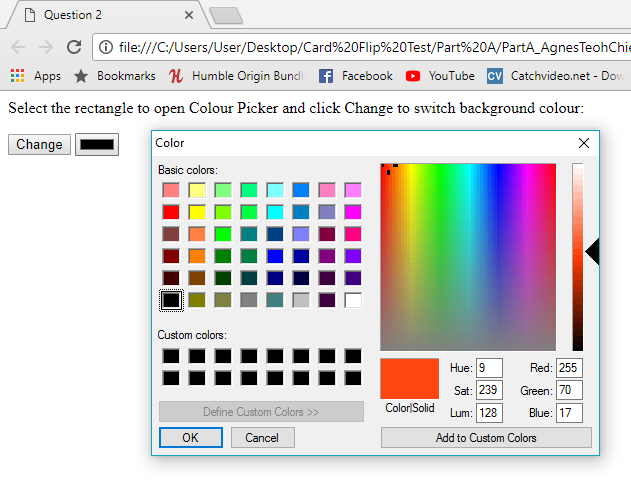 Question 2
file:///C:/Users/User/Desktop/Card%20Flip%20Test/Part%20A/PartA_AgnesTeohChie
Apps Bookmarks Humble Origin Bund Facebook YouTube CV Catchvideo.net - Dow
Select the rectangle to open Colour Picker and click Change to switch background colour:
Change
Color
Basic colors:
Custom colors:
Define Custom Colors >>
OK Cancel
Color|Solid
Hue: 9 Red: 255
Sat: 239 Green: 70
Lum: 128 Blue: 17
Add to Custom Colors